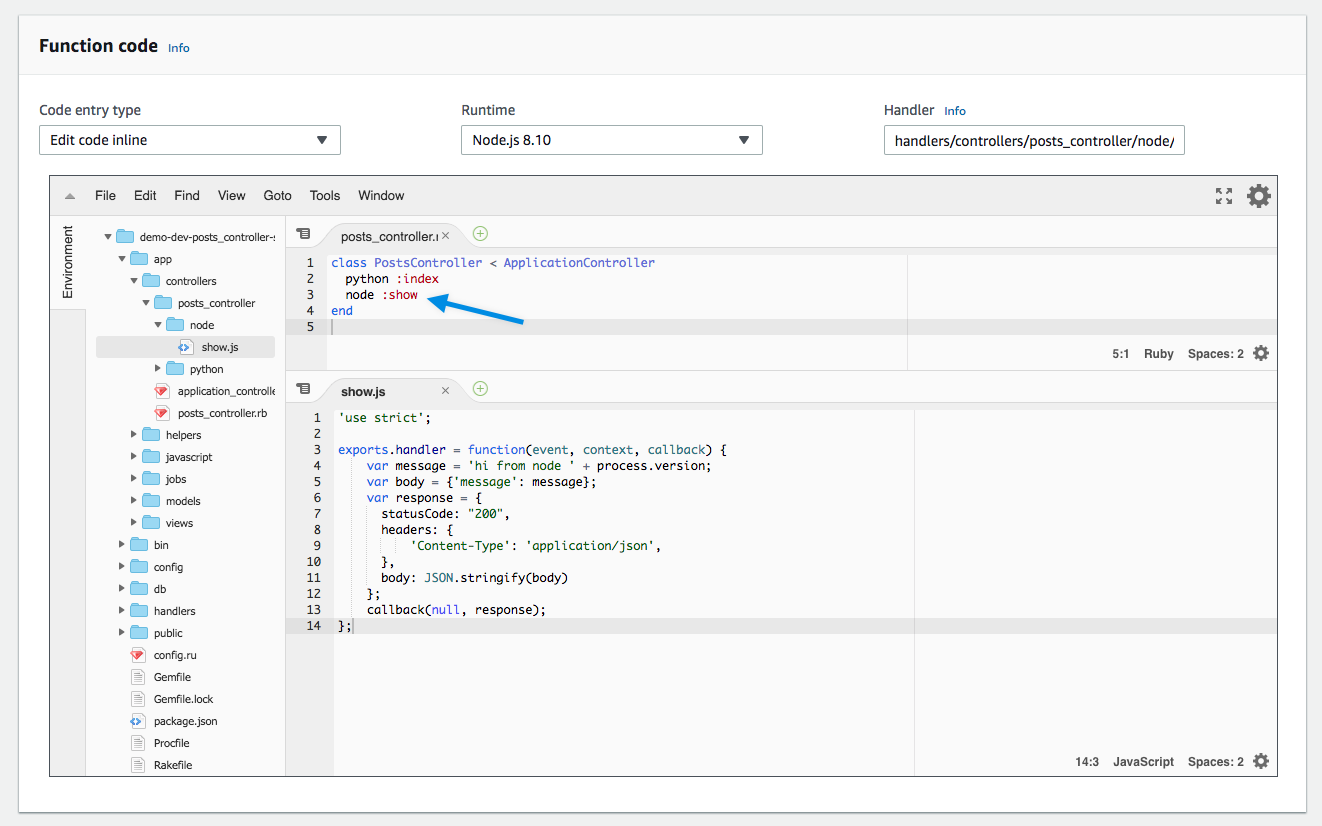 Function code Info
Code entry type
Runtime
Handler Info
Edit code inline
Node.js 8.10
handlers/controllers/posts_controller/node/
File Edit Find View Goto Tools Window
Environment
demo-dev-posts_controller-
app
controllers
posts_controller
node
show.js
python
application_controlle
posts_controller.rb
helpers
javascript
jobs
models
views
bin
config
db
handlers
public
config.ru
Gemfile
Gemfile.lock
package.json
Procfile
Rakefile
posts_controller.r ×
1 class PostsController < ApplicationController
2   python :index
3   node :show
4 end
5
5:1 Ruby Spaces: 2
show.js ×
1 'use strict';
2
3 exports.handler = function(event, context, callback) {
4     var message = 'hi from node ' + process.version;
5     var body = {'message': message};
6     var response = {
7       statusCode: "200",
8       headers: {
9           'Content-Type': 'application/json',
10       },
11       body: JSON.stringify(body)
12     };
13     callback(null, response);
14 };
14:3 JavaScript Spaces: 2